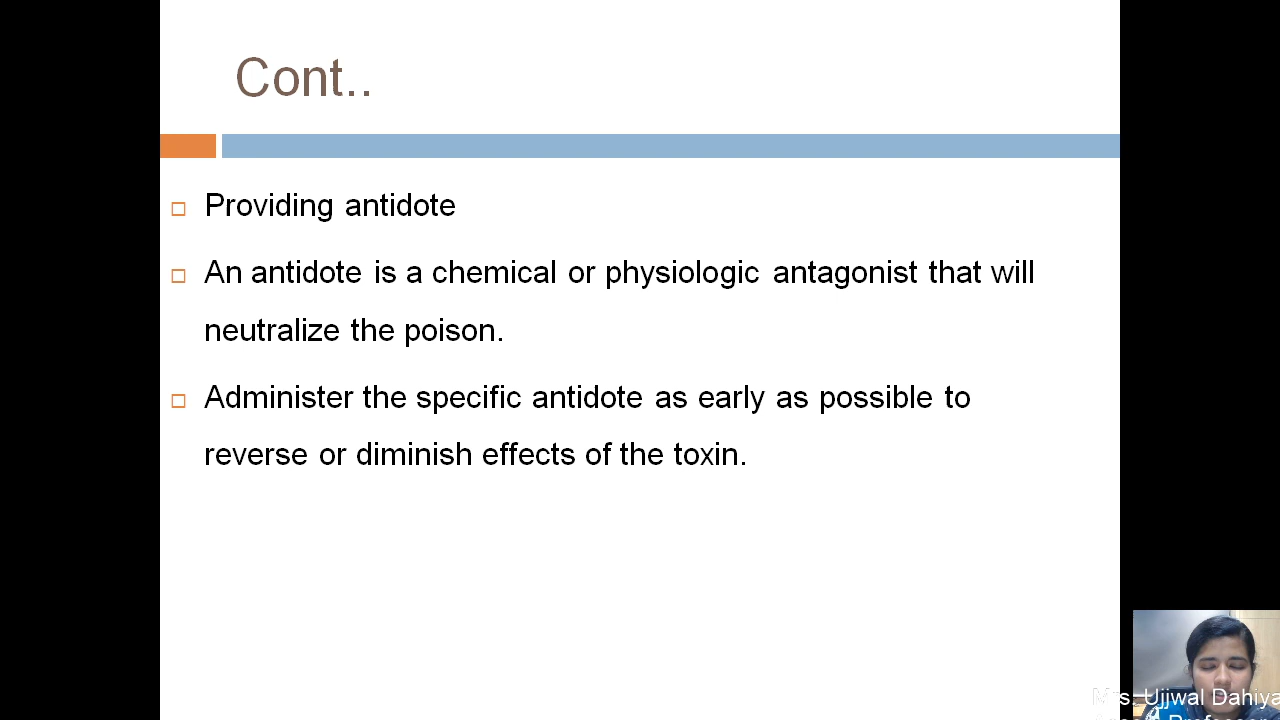 Cont..
Providing antidote
An antidote is a chemical or physiologic antagonist that will
neutralize the poison.
Administer the specific antidote as early as possible to
reverse or diminish effects of the toxin.
Mrs. Ujjwal Dahiya